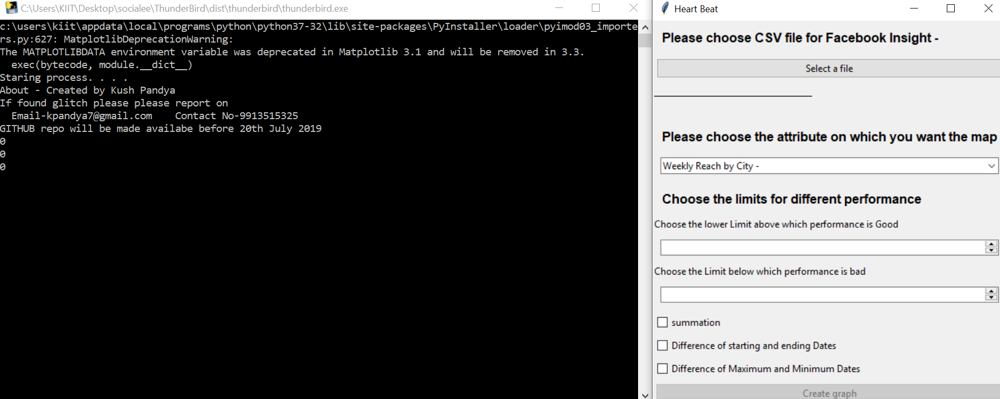 C:\Users\KIIT\Desktop\socialee\ThunderBird\dist\thunderbird\thunderbird.exe
c:\users\kiit\appdata\local\programs\python\python37-32\lib\site-packages\PyInstaller\loader\pyimod03_importe
rs.py:627: MatplotlibDeprecationWarning:
The MATPLOTLIBDATA environment variable was deprecated in Matplotlib 3.1 and will be removed in 3.3.
  exec(bytecode, module.__dict__)
Staring process. . . .
About - Created by Kush Pandya
If found glitch please please report on
  Email-kpandya7@gmail.com    Contact No-9913515325
GITHUB repo will be made availabe before 20th July 2019
0
0
0
Heart Beat
Please choose CSV file for Facebook Insight -
Select a file
Please choose the attribute on which you want the map
Weekly Reach by City -
Choose the limits for different performance
Choose the lower Limit above which performance is Good
Choose the Limit below which performance is bad
summation
Difference of starting and ending Dates
Difference of Maximum and Minimum Dates
Create graph